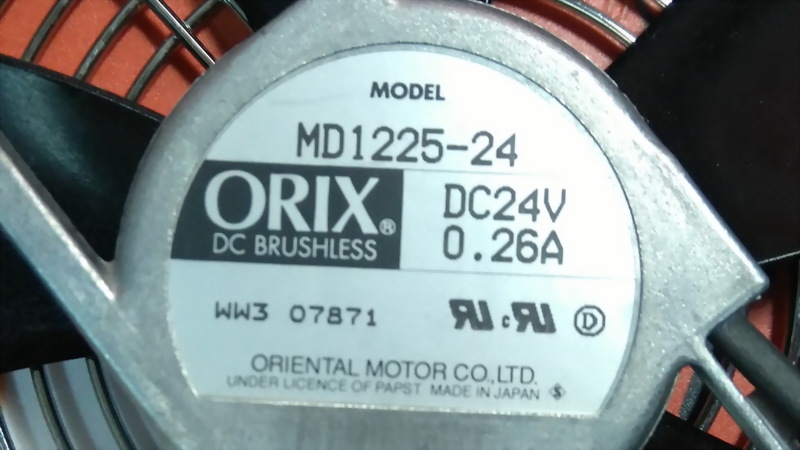 MODEL
MD1225-24
ORIX®
DC BRUSHLESS
DC24V
0.26A
WW3 07871
ORIENTAL MOTOR CO.,LTD.
UNDER LICENCE OF PAPST MADE IN JAPAN